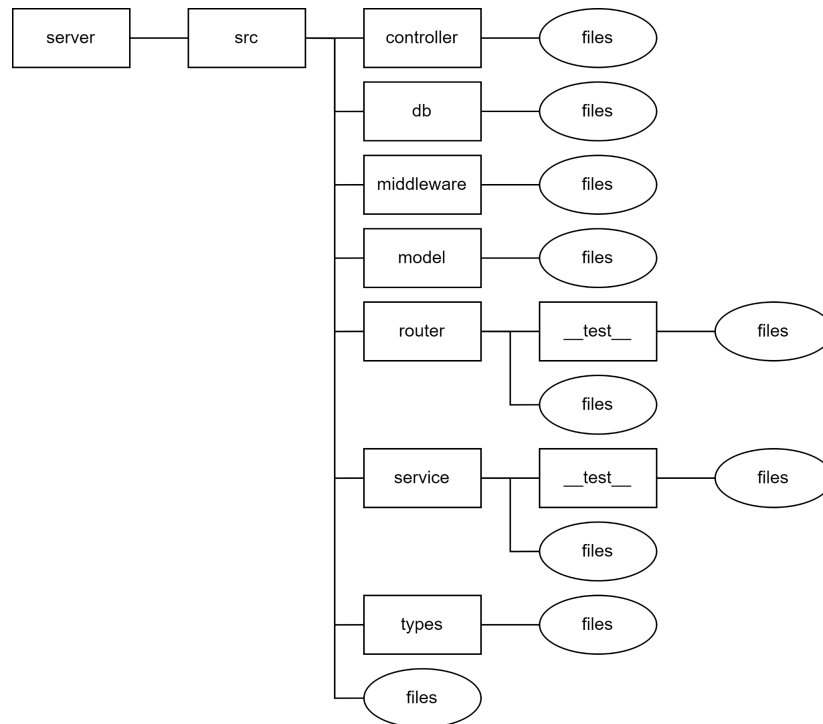 server
src
controller
files
db
files
middleware
files
model
files
router
__test__
files
files
service
__test__
files
files
types
files
files